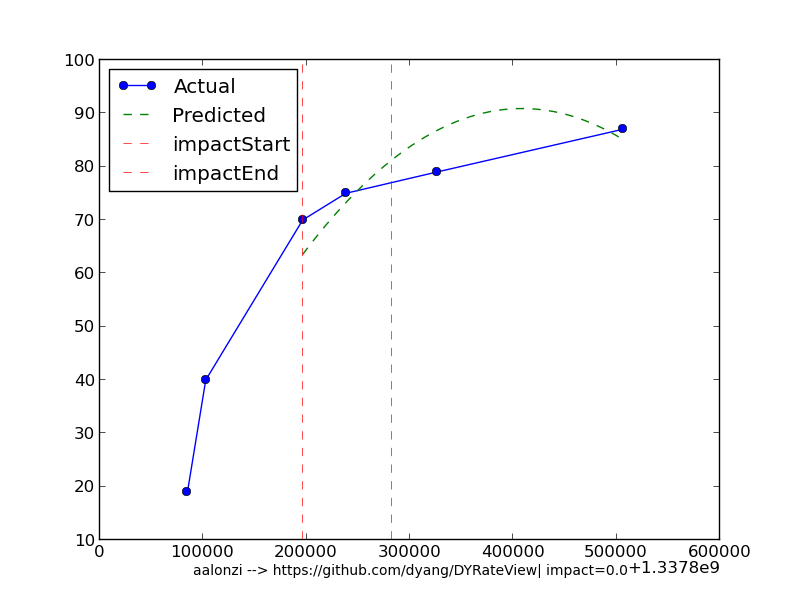 100
90
80
70
60
50
40
30
20
10
Actual
Predicted
impactStart
impactEnd
0 100000 200000 300000 400000 500000 600000
aalonzi --> https://github.com/dyang/DYRateView| impact=0.0 +1.3378e9